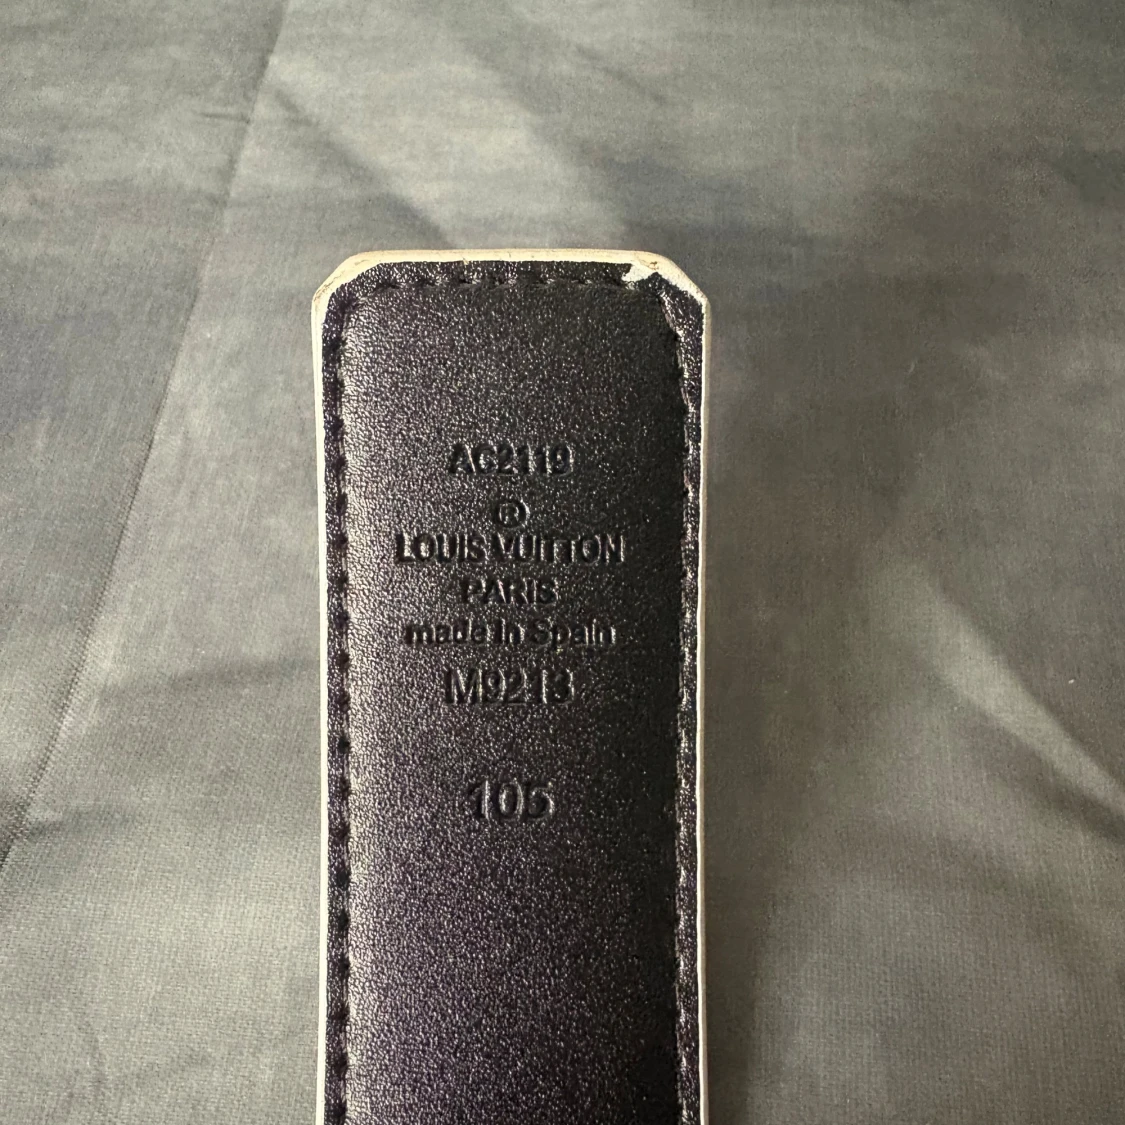 AC2119
®
LOUIS VUITTON
PARIS
made in Spain
M9213
105